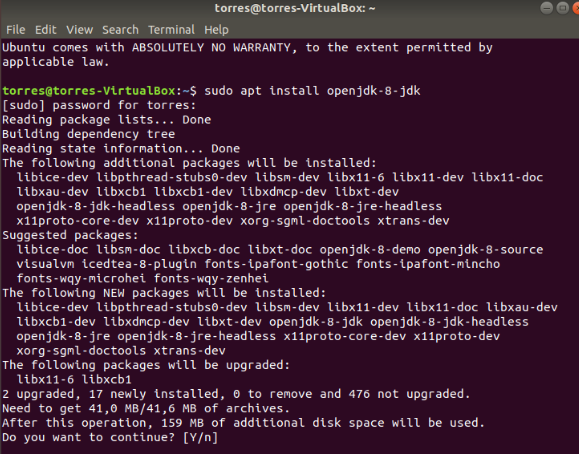 torres@torres-VirtualBox: ~
File Edit View Search Terminal Help
Ubuntu comes with ABSOLUTELY NO WARRANTY, to the extent permitted by
applicable law.
torres@torres-VirtualBox:~$ sudo apt install openjdk-8-jdk
[sudo] password for torres:
Reading package lists... Done
Building dependency tree
Reading state information... Done
The following additional packages will be installed:
libice-dev libpthread-stubs0-dev libsm-dev libx11-6 libx11-dev libx11-doc
libxau-dev libxcb1 libxcb1-dev libxdmcp-dev libxt-dev
openjdk-8-jdk-headless openjdk-8-jre openjdk-8-jre-headless
x11proto-core-dev x11proto-dev xorg-sgml-doctools xtrans-dev
Suggested packages:
libice-doc libsm-doc libxcb-doc libxt-doc openjdk-8-demo openjdk-8-source
visualvm icedtea-8-plugin fonts-ipafont-gothic fonts-ipafont-mincho
fonts-wqy-microhei fonts-wqy-zenhei
The following NEW packages will be installed:
libice-dev libpthread-stubs0-dev libsm-dev libx11-dev libx11-doc libxau-dev
libxcb1-dev libxdmcp-dev libxt-dev openjdk-8-jdk openjdk-8-jdk-headless
openjdk-8-jre openjdk-8-jre-headless x11proto-core-dev x11proto-dev
xorg-sgml-doctools xtrans-dev
The following packages will be upgraded:
libx11-6 libxcb1
2 upgraded, 17 newly installed, 0 to remove and 476 not upgraded.
Need to get 41,0 MB/41,6 MB of archives.
After this operation, 159 MB of additional disk space will be used.
Do you want to continue? [Y/n]